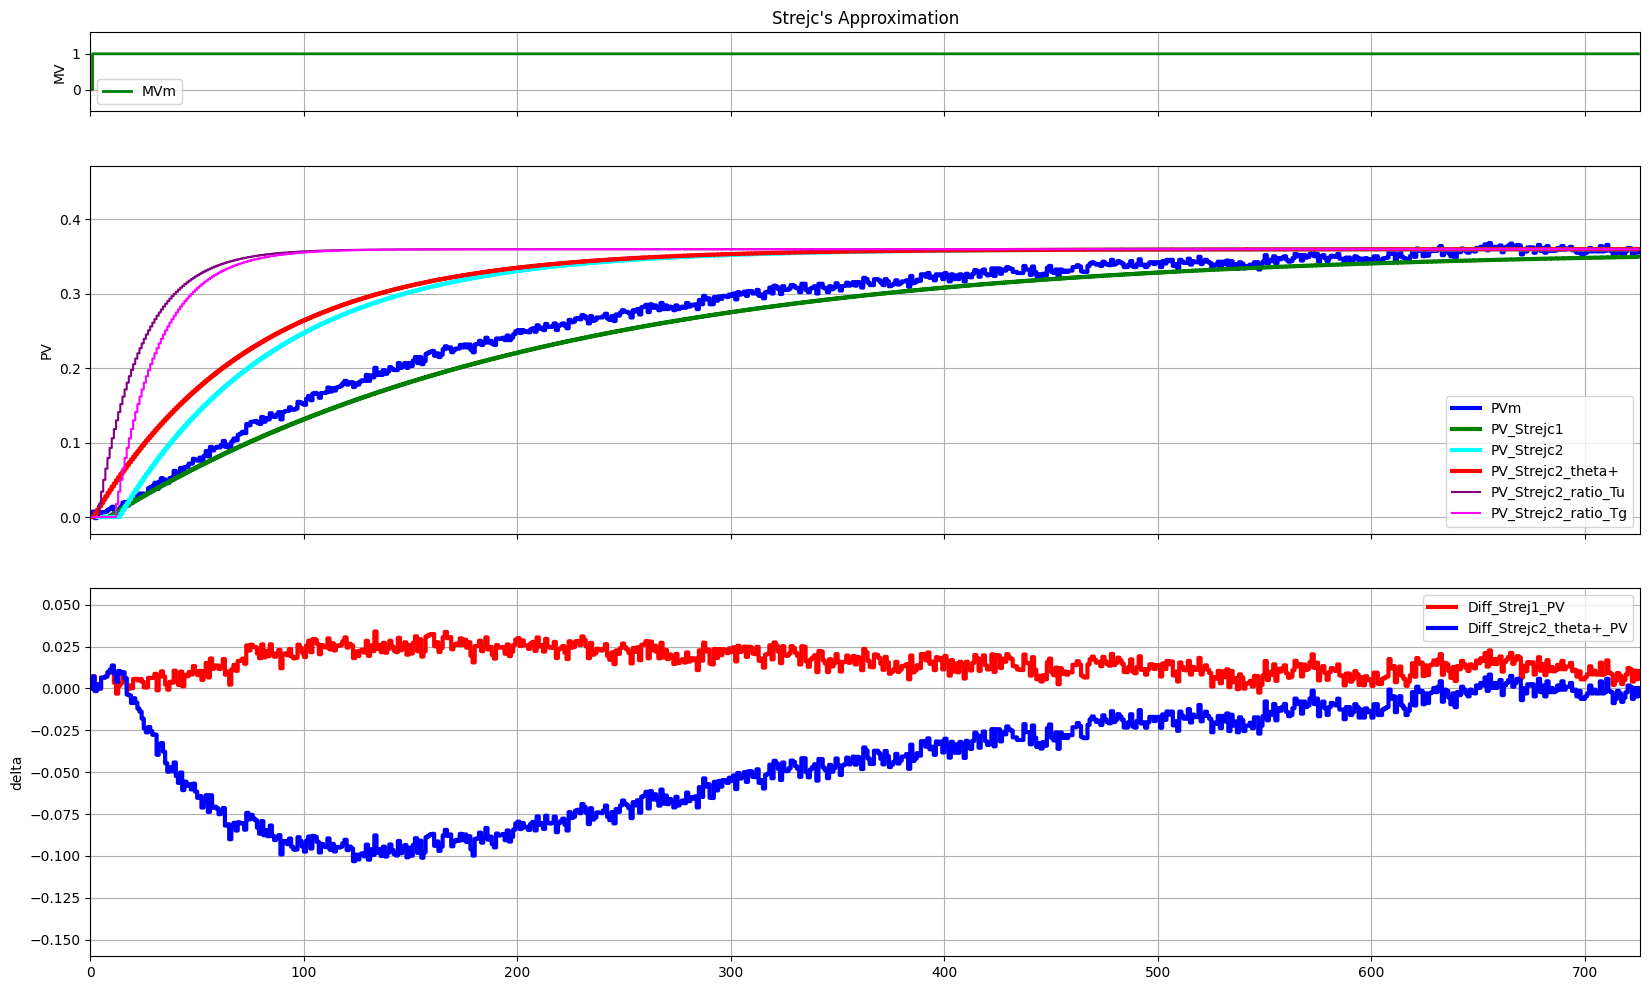 Strejc's Approximation
MV
1
0
MVm
PV
0.4
0.3
0.2
0.1
0.0
PVm
PV_Strejc1
PV_Strejc2
PV_Strejc2_theta+
PV_Strejc2_ratio_Tu
PV_Strejc2_ratio_Tg
delta
0.050
0.025
0.000
−0.025
−0.050
−0.075
−0.100
−0.125
−0.150
Diff_Strej1_PV
Diff_Strejc2_theta+_PV
0 100 200 300 400 500 600 700